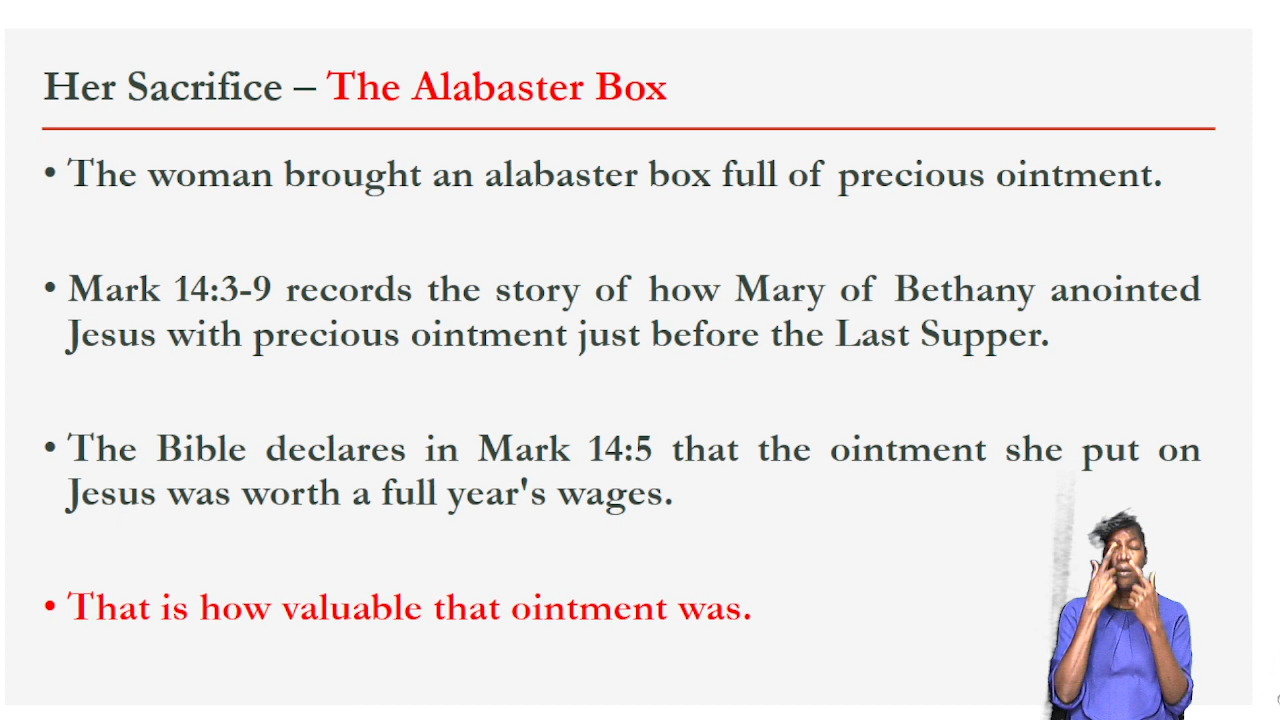 Her Sacrifice – The Alabaster Box
• The woman brought an alabaster box full of precious ointment.
• Mark 14:3-9 records the story of how Mary of Bethany anointed
Jesus with precious ointment just before the Last Supper.
• The Bible declares in Mark 14:5 that the ointment she put on
Jesus was worth a full year's wages.
• That is how valuable that ointment was.